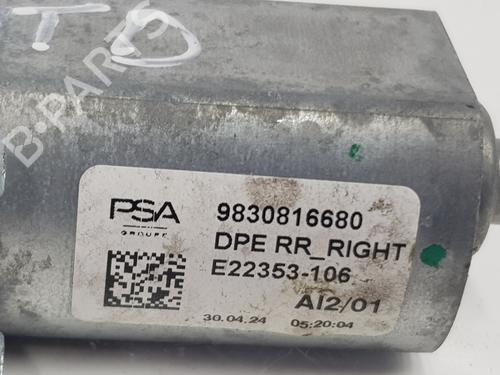 B-PARTS
PSA
GROUPE
9830816680
DPE RR_RIGHT
E22353-106
AI2/01
30.04.24 05:20:04